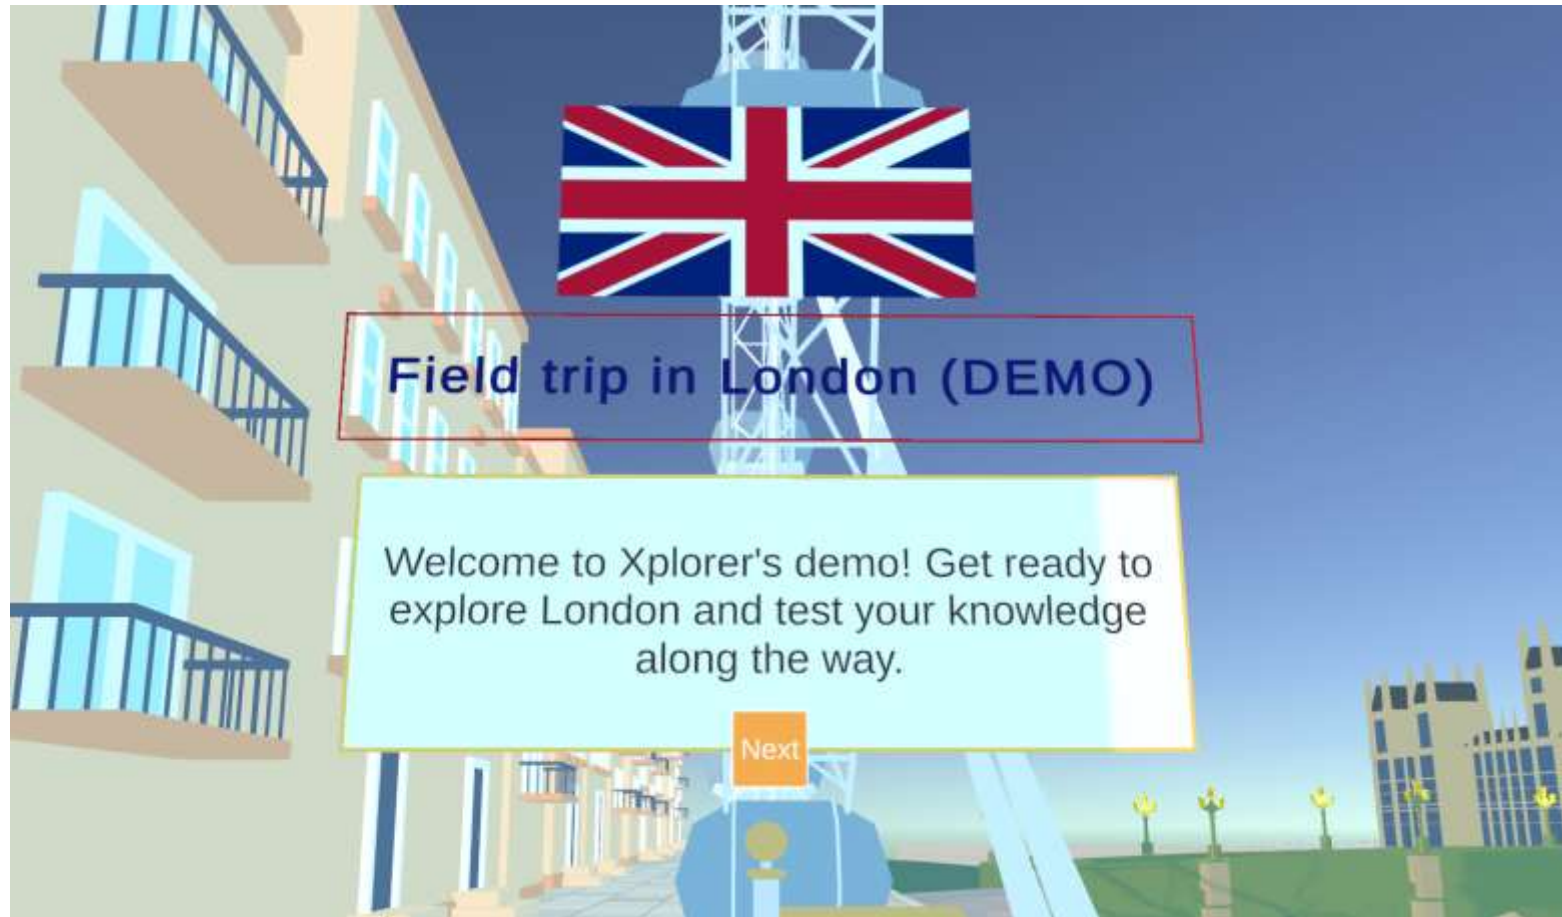 Field trip in London (DEMO)
Welcome to Xplorer's demo! Get ready to
explore London and test your knowledge
along the way.
Next